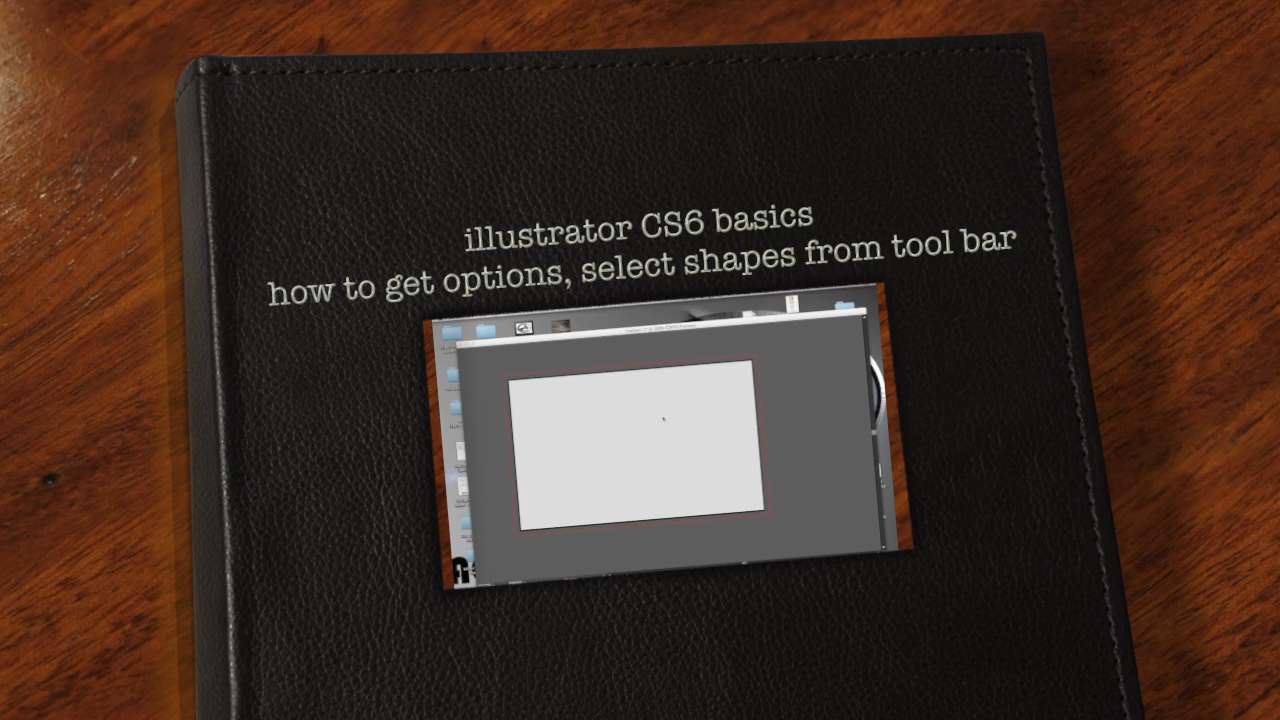 illustrator CS6 basics
how to get options, select shapes from tool bar